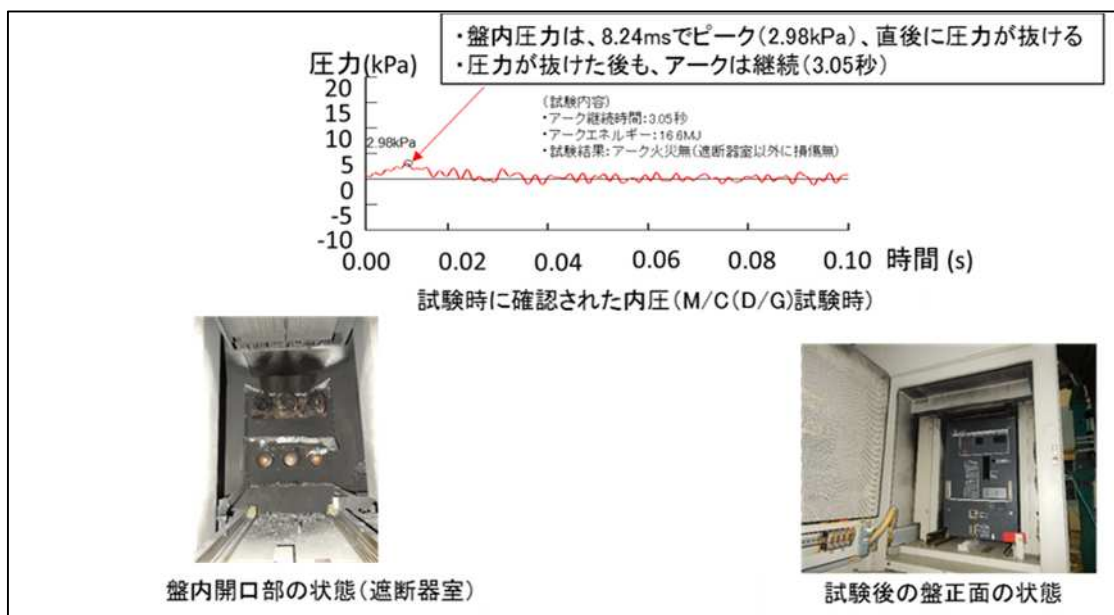 ・盤内圧力は、8.24msでピーク(2.98kPa)、直後に圧力が抜ける
・圧力が抜けた後も、アークは継続(3.05秒)
圧力(kPa)
20
15
10
5
0
-5
-10
2.98kPa
(試験内容)
・アーク継続時間:3.05秒
・アークエネルギー:16.6MJ
・試験結果:アーク火災無(遮断器室以外に損傷無)
0.00 0.02 0.04 0.06 0.08 0.10 時間 (s)
試験時に確認された内圧(M/C(D/G)試験時)
盤内開口部の状態(遮断器室)
試験後の盤正面の状態